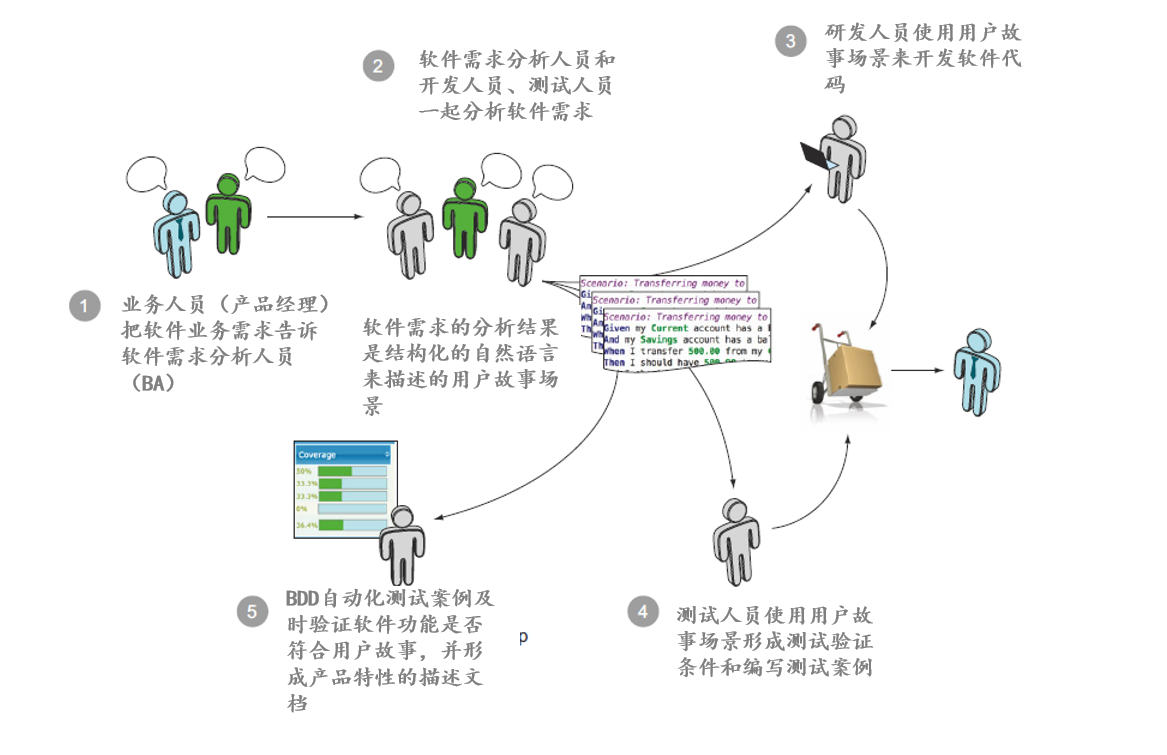 1
业务人员（产品经理）
把软件业务需求告诉
软件需求分析人员
（BA）
2
软件需求分析人员和
开发人员、测试人员
一起分析软件需求
软件需求的分析结果
是结构化的自然语言
来描述的用户故事场
景
3
研发人员使用用户故
事场景来开发软件代
码
Scenario: Transferring money to
Scenario: Transferring money to
Scenario: Transferring money to
Given my Current account has a
And my Savings account has a ba
When I transfer 500.00 from my
Then I should have 500.00
4
测试人员使用用户故
事场景形成测试验证
条件和编写测试案例
Coverage
50%
33.3%
33.3%
0%
36.4%
5
BDD自动化测试案例及
时验证软件功能是否
符合用户故事，并形
成产品特性的描述文
档
p